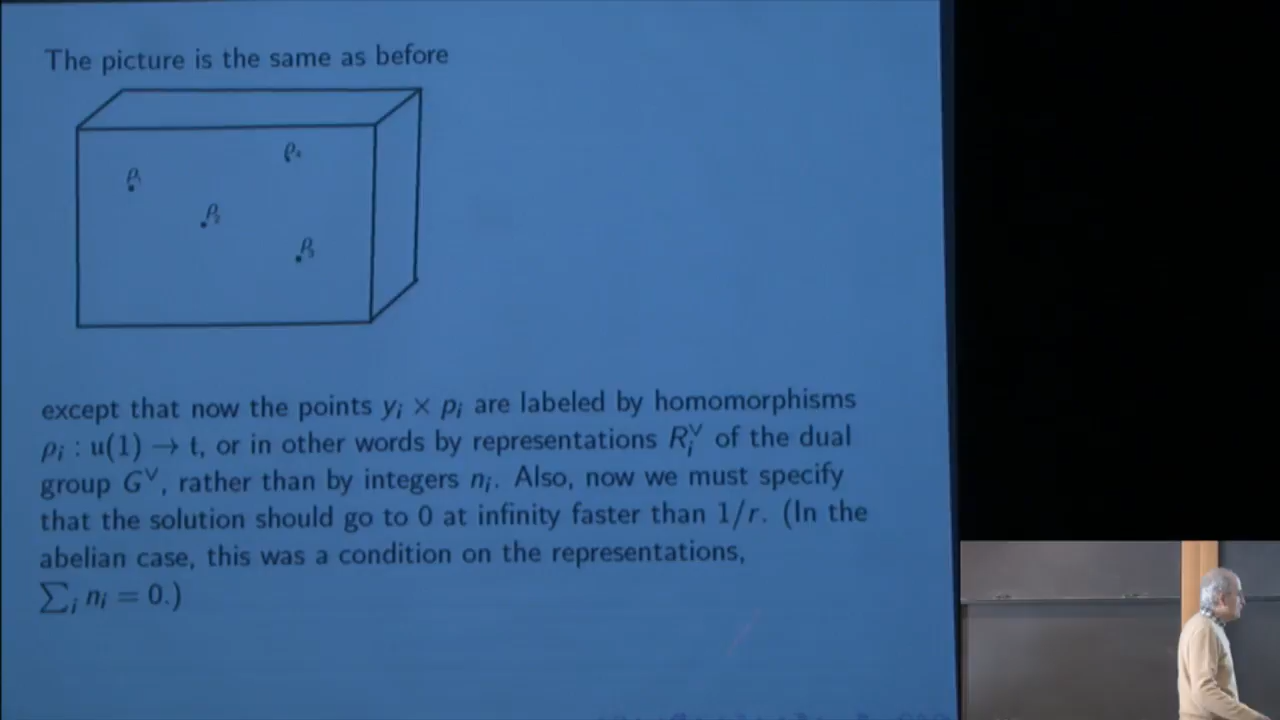 The picture is the same as before
ρ₄
ρ₁
ρ₂
ρ₃
except that now the points yᵢ × pᵢ are labeled by homomorphisms
ρᵢ : u(1) → t, or in other words by representations Rᵢ^∨ of the dual
group G^∨, rather than by integers nᵢ. Also, now we must specify
that the solution should go to 0 at infinity faster than 1/r. (In the
abelian case, this was a condition on the representations,
∑ᵢ nᵢ = 0.)